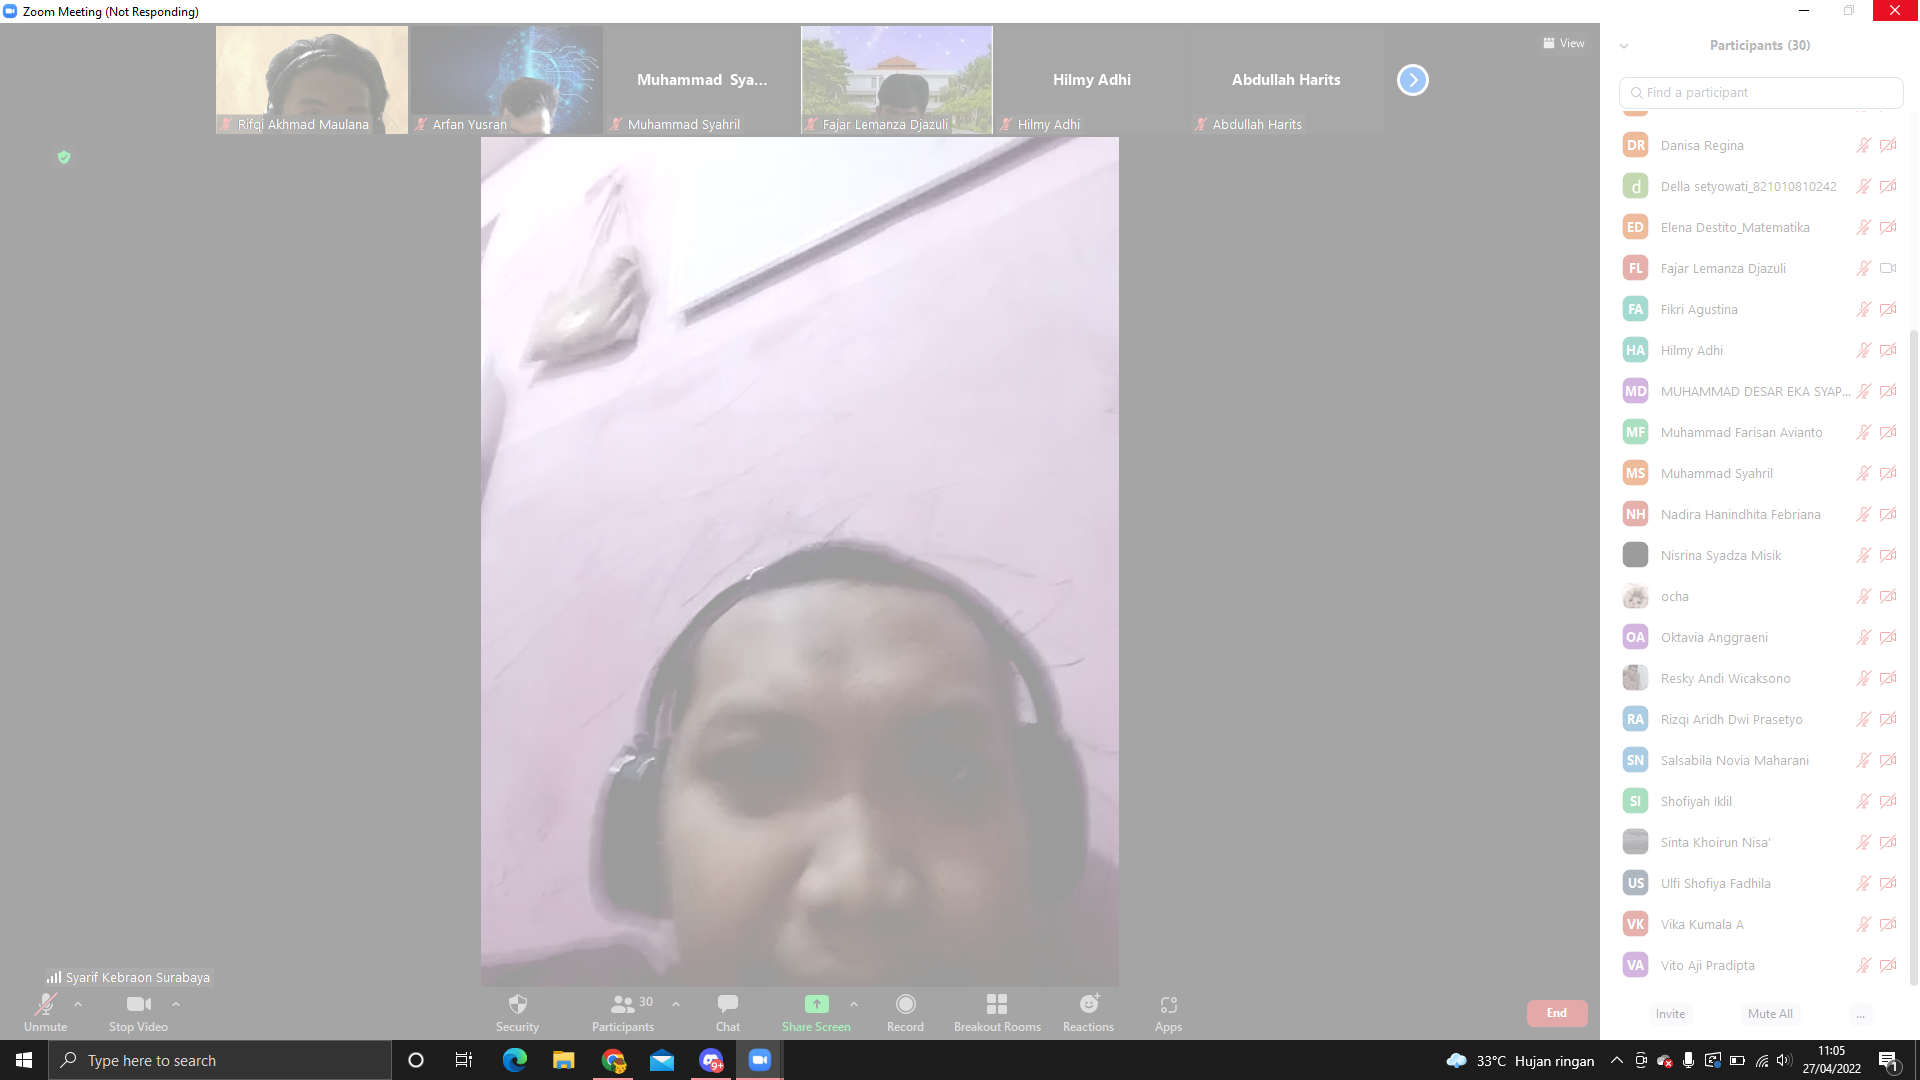 Zoom Meeting (Not Responding)
Muhammad Sya...
Hilmy Adhi
Abdullah Harits
View
Rifqi Akhmad Maulana
Arfan Yusran
Muhammad Syahril
Fajar Lemanza Djazuli
Hilmy Adhi
Abdullah Harits
Participants (30)
Find a participant
DR Danisa Regina
d Della setyowati_821010810242
ED Elena Destito_Matematika
FL Fajar Lemanza Djazuli
FA Fikri Agustina
HA Hilmy Adhi
MD MUHAMMAD DESAR EKA SYAP...
MF Muhammad Farisan Avianto
MS Muhammad Syahril
NH Nadira Hanindhita Febriana
Nisrina Syadza Misik
ocha
OA Oktavia Anggraeni
Resky Andi Wicaksono
RA Rizqi Aridh Dwi Prasetyo
SN Salsabila Novia Maharani
SI Shofiyah Iklil
Sinta Khoirun Nisa'
US Ulfi Shofiya Fadhila
VK Vika Kumala A
VA Vito Aji Pradipta
Invite
Mute All
...
Syarif Kebraon Surabaya
Unmute
Stop Video
Security
30
Participants
Chat
Share Screen
Record
Breakout Rooms
Reactions
Apps
End
Type here to search
9+
33°C Hujan ringan
11:05
27/04/2022
1